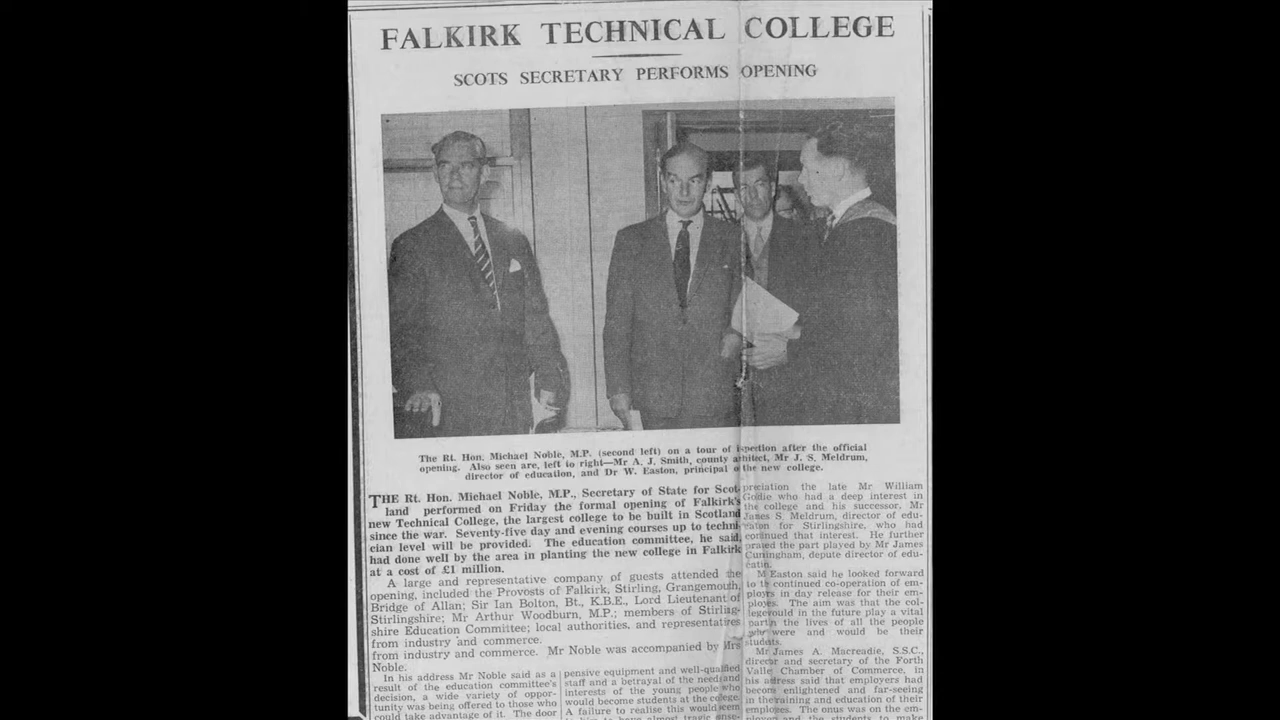 FALKIRK TECHNICAL COLLEGE
SCOTS SECRETARY PERFORMS OPENING
The Rt. Hon. Michael Noble, M.P. (second left) on a tour of spection after the official
opening. Also seen are, left to right—Mr A. J. Smith, county chitect, Mr J. S. Meldrum,
director of education, and Dr W. Easton, principal o the new college.
THE Rt. Hon. Michael Noble, M.P., Secretary of State for Scot-
land performed on Friday the formal opening of Falkirk's
new Technical College, the largest college to be built in Scotland
since the war. Seventy-five day and evening courses up to techni-
cian level will be provided. The education committee, he said,
had done well by the area in planting the new college in Falkirk
at a cost of £1 million.
A large and representative company of guests attended the
opening, included the Provosts of Falkirk, Stirling, Grangemouth,
Bridge of Allan; Sir Ian Bolton, Bt., K.B.E., Lord Lieutenant of
Stirlingshire; Mr Arthur Woodburn, M.P.; members of Stirling-
shire Education Committee; local authorities, and representatives
from industry and commerce.
from industry and commerce. Mr Noble was accompanied by Mrs
Noble.
In his address Mr Noble said as a
result of the education committee's
decision, a wide variety of oppor-
tunity was being offered to those who
could take advantage of it. The door
pensive equipment and well-qualified
staff and a betrayal of the need and
interests of the young people who
would become students at the college.
A failure to realise this would seem
to him to have almost tragic
preciation the late Mr William
Goldie who had a deep interest in
the college and his successor, Mr
James S. Meldrum, director of edu-
cation for Stirlingshire, who had
continued that interest. He further
prated the part played by Mr James
Cunningham, depute director of edu-
catin.
M Easton said he looked forward
to continued co-operation of em-
ployrs in day release for their em-
ployes. The aim was that the col-
lege would in the future play a vital
part in the lives of all the people
who were and would be their
students.
Mr James A. Macreadie, S.S.C.,
director and secretary of the Forth
Valle Chamber of Commerce, in
his adress said that employers had
becom enlightened and far-seeing
in the training and education of their
employes. The onus was on the em-
ployers and the students to make